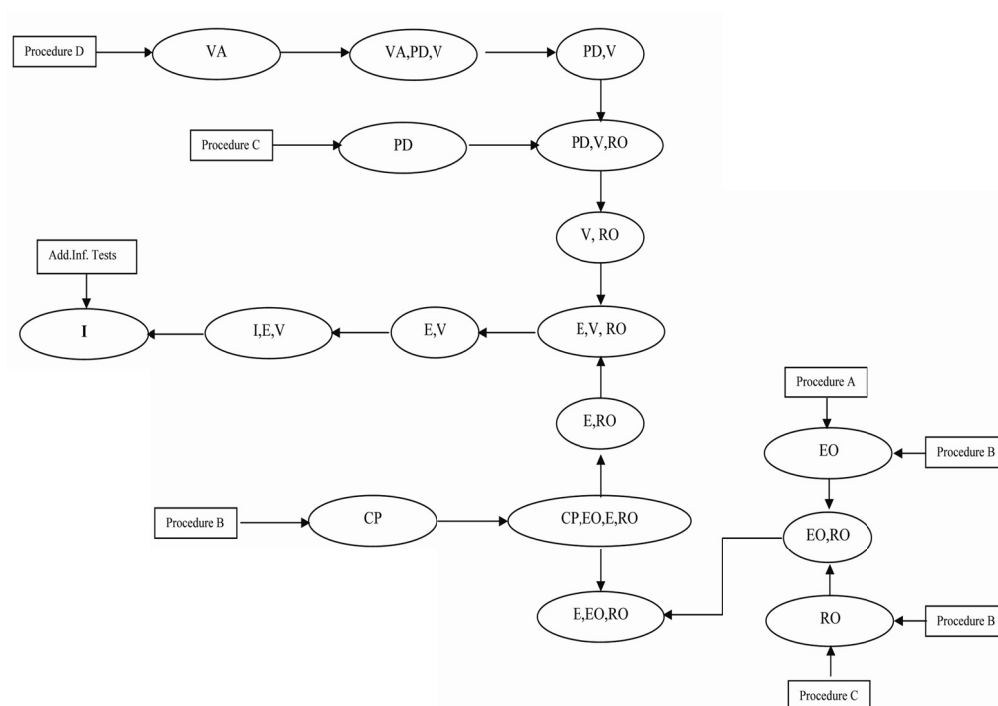 Procedure D
VA
VA,PD,V
PD,V
Procedure C
PD
PD,V,RO
V, RO
Add.Inf. Tests
I
I,E,V
E,V
E,V, RO
Procedure A
E,RO
EO
Procedure B
Procedure B
CP
CP,EO,E,RO
EO,RO
E,EO,RO
RO
Procedure B
Procedure C